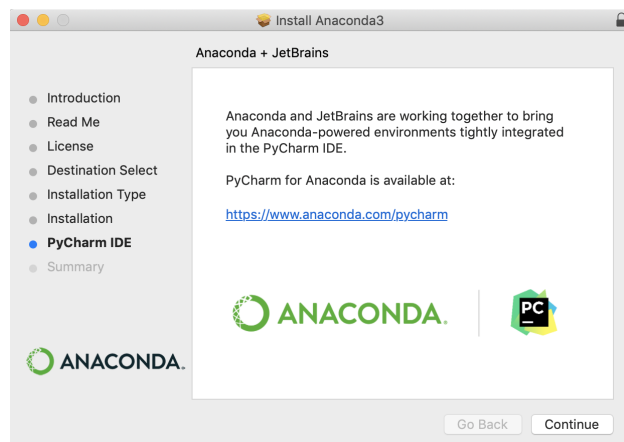 Install Anaconda3
Anaconda + JetBrains
Introduction
Read Me
License
Destination Select
Installation Type
Installation
PyCharm IDE
Summary
Anaconda and JetBrains are working together to bring
you Anaconda-powered environments tightly integrated
in the PyCharm IDE.
PyCharm for Anaconda is available at:
https://www.anaconda.com/pycharm
ANACONDA.
PC
ANACONDA.
Go Back
Continue